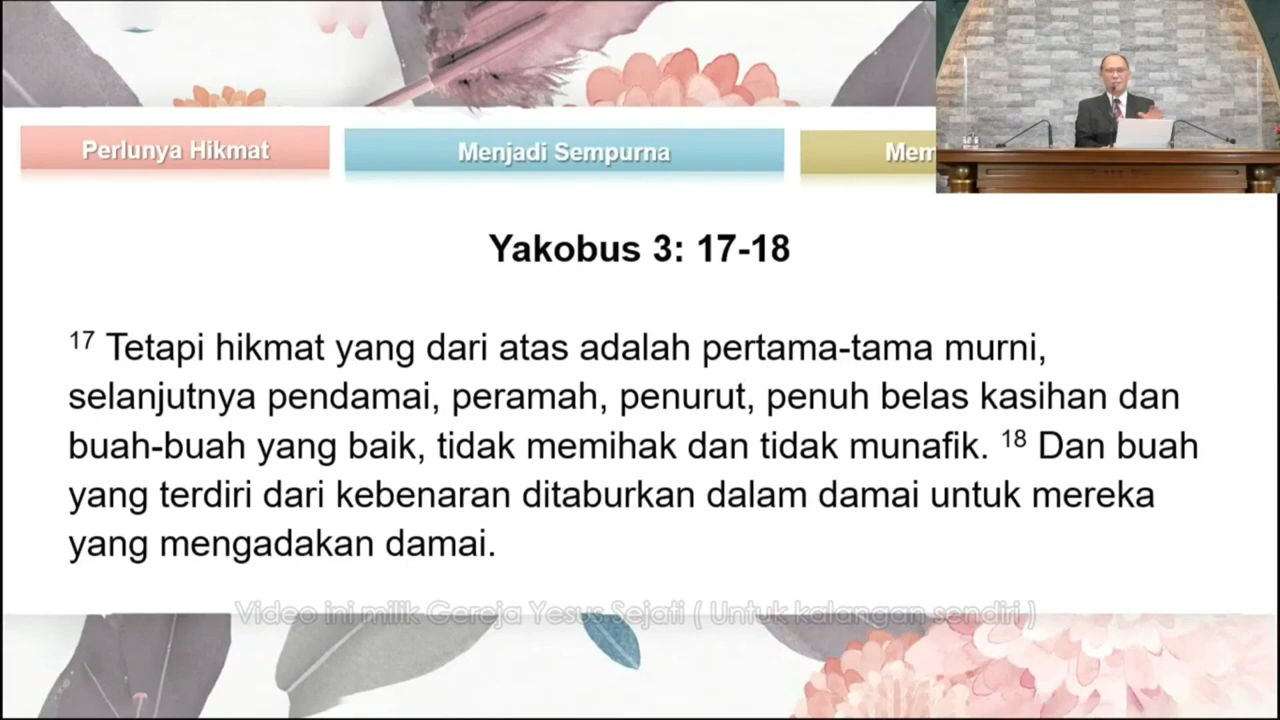 Perlunya Hikmat
Menjadi Sempurna
Yakobus 3: 17-18
17 Tetapi hikmat yang dari atas adalah pertama-tama murni,
selanjutnya pendamai, peramah, penurut, penuh belas kasihan dan
buah-buah yang baik, tidak memihak dan tidak munafik. 18 Dan buah
yang terdiri dari kebenaran ditaburkan dalam damai untuk mereka
yang mengadakan damai.
Video ini milik Gereja Yesus Sejati ( Untuk kalangan sendiri )